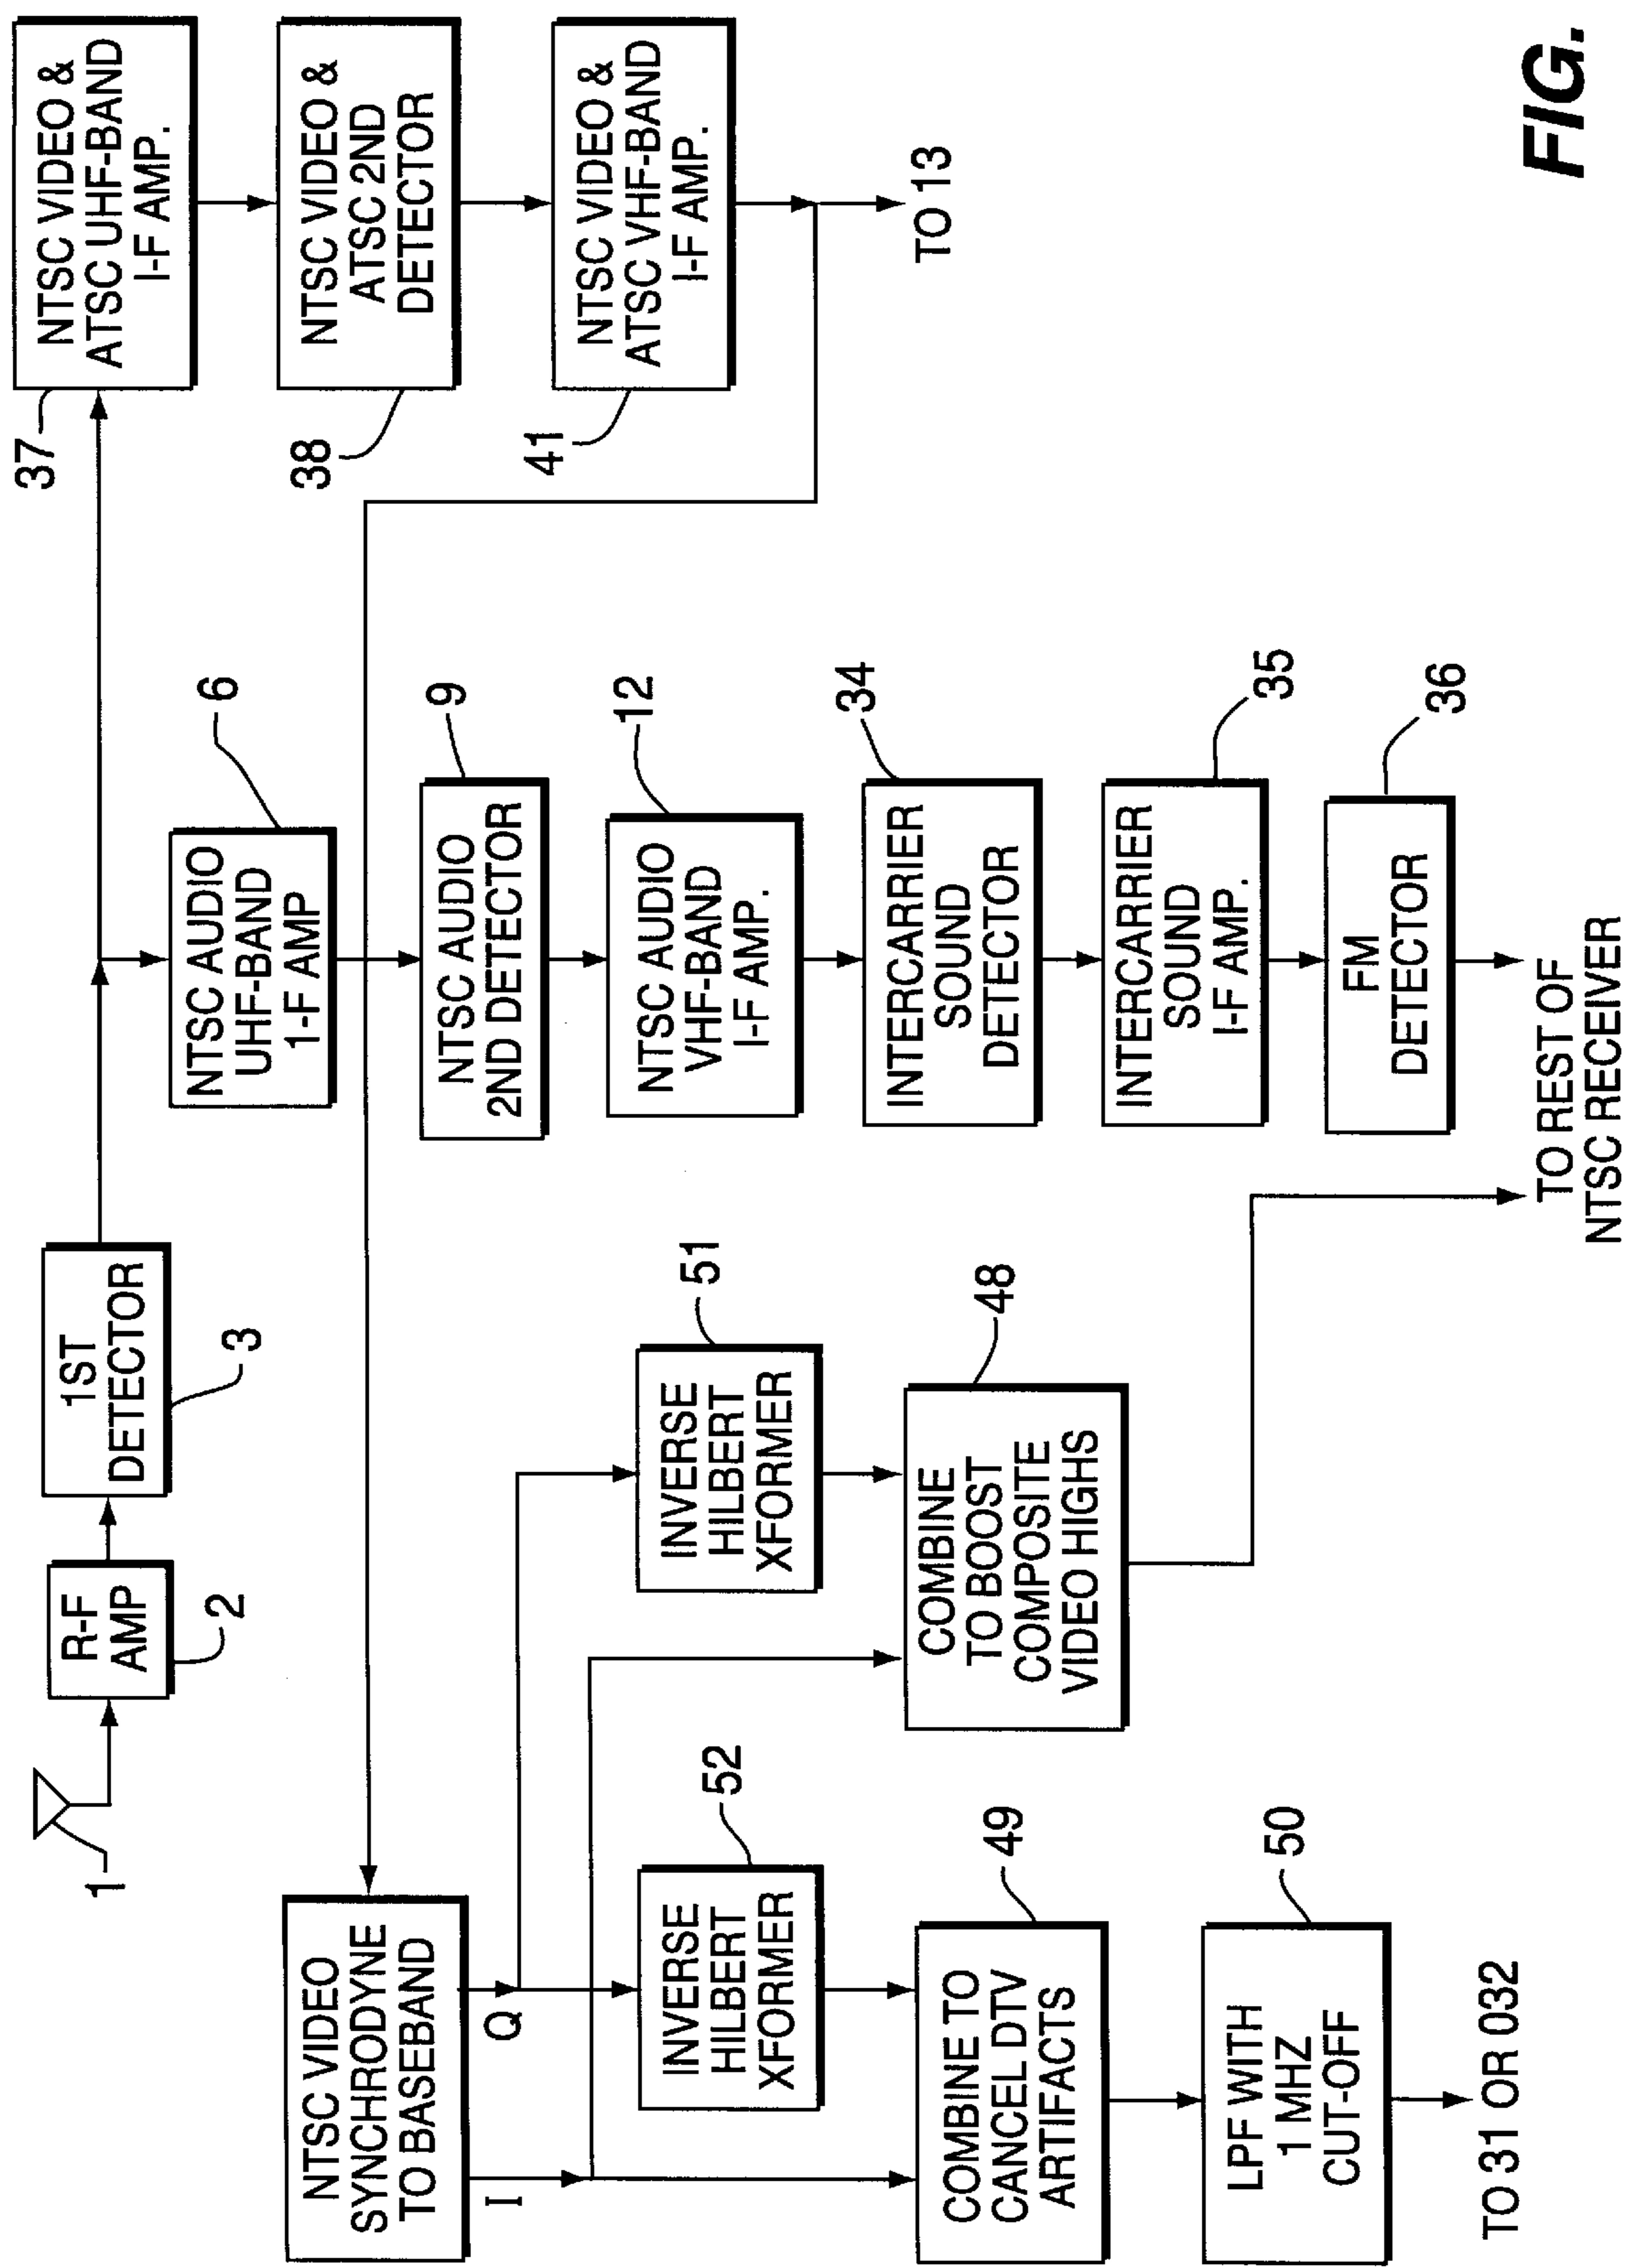 1
R-F
AMP
2
1ST
DETECTOR
3
NTSC VIDEO &
ATSC UHF-BAND
I-F AMP.
37
NTSC AUDIO
UHF-BAND
1-F AMP
6
NTSC VIDEO &
ATSC 2ND
DETECTOR
38
NTSC VIDEO
SYNCHRODYNE
TO BASEBAND
I
Q
NTSC AUDIO
2ND DETECTOR
9
NTSC VIDEO &
ATSC VHF-BAND
I-F AMP.
41
INVERSE
HILBERT
XFORMER
52
INVERSE
HILBERT
XFORMER
51
NTSC AUDIO
VHF-BAND
I-F AMP.
12
TO 13
COMBINE TO
CANCEL DTV
ARTIFACTS
49
COMBINE
TO BOOST
COMPOSITE
VIDEO HIGHS
48
INTERCARRIER
SOUND
DETECTOR
34
LPF WITH
1 MHZ
CUT-OFF
50
INTERCARRIER
SOUND
I-F AMP.
35
FM
DETECTOR
36
TO 31 OR 032
TO REST OF
NTSC RECEIVER
FIG.